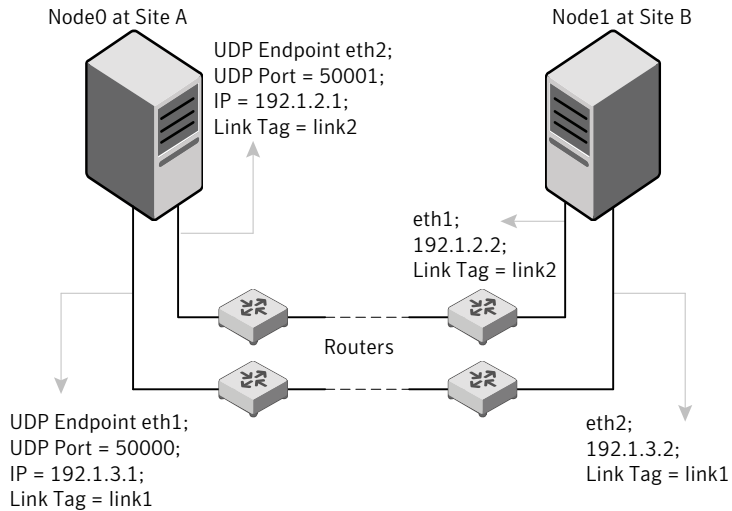 Node0 at Site A
Node1 at Site B
UDP Endpoint eth2;
UDP Port = 50001;
IP = 192.1.2.1;
Link Tag = link2
eth1;
192.1.2.2;
Link Tag = link2
Routers
UDP Endpoint eth1;
UDP Port = 50000;
IP = 192.1.3.1;
Link Tag = link1
eth2;
192.1.3.2;
Link Tag = link1